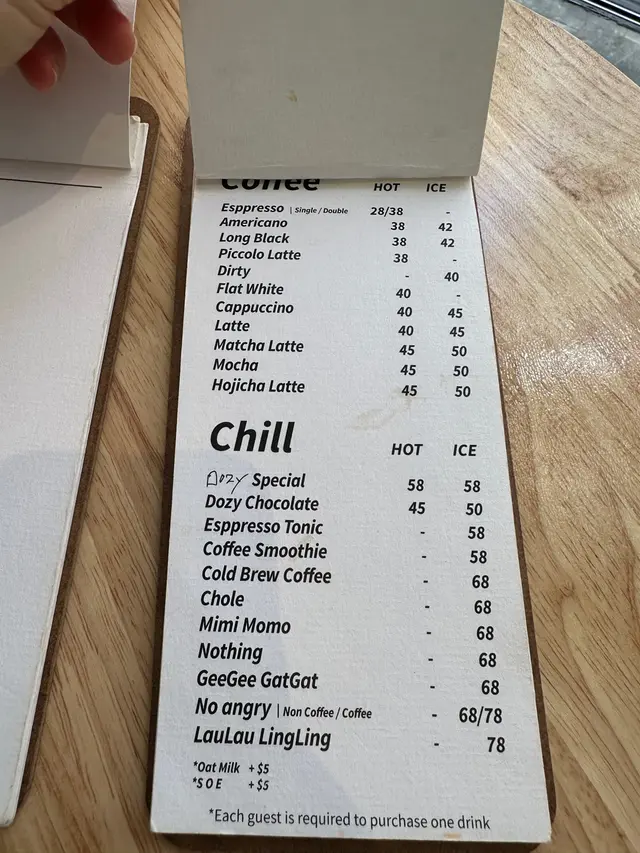 Coffee HOT ICE
Esppresso | Single / Double 28/38 -
Americano 38 42
Long Black 38 42
Piccolo Latte 38 -
Dirty - 40
Flat White 40 -
Cappuccino 40 45
Latte 40 45
Matcha Latte 45 50
Mocha 45 50
Hojicha Latte 45 50
Chill HOT ICE
Dozy Special 58 58
Dozy Chocolate 45 50
Esppresso Tonic - 58
Coffee Smoothie - 58
Cold Brew Coffee - 68
Chole - 68
Mimi Momo - 68
Nothing - 68
GeeGee GatGat - 68
No angry | Non Coffee / Coffee - 68/78
LauLau LingLing - 78
*Oat Milk + $5
*S O E + $5
*Each guest is required to purchase one drink